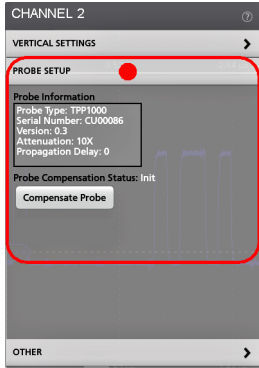 CHANNEL 2
?
VERTICAL SETTINGS
PROBE SETUP
Probe Information
Probe Type: TPP1000
Serial Number: CU00086
Version: 0.3
Attenuation: 10X
Propagation Delay: 0
Probe Compensation Status: Init
Compensate Probe
OTHER